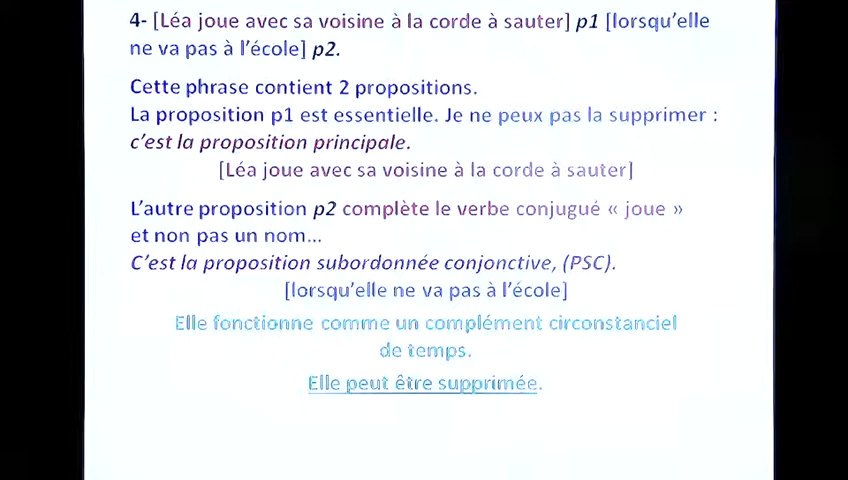 4- [Léa joue avec sa voisine à la corde à sauter] p1 [lorsqu'elle
ne va pas à l'école] p2.
Cette phrase contient 2 propositions.
La proposition p1 est essentielle. Je ne peux pas la supprimer :
c'est la proposition principale.
[Léa joue avec sa voisine à la corde à sauter]
L'autre proposition p2 complète le verbe conjugué « joue »
et non pas un nom...
C'est la proposition subordonnée conjonctive, (PSC).
[lorsqu'elle ne va pas à l'école]
Elle fonctionne comme un complément circonstanciel
de temps.
Elle peut être supprimée.